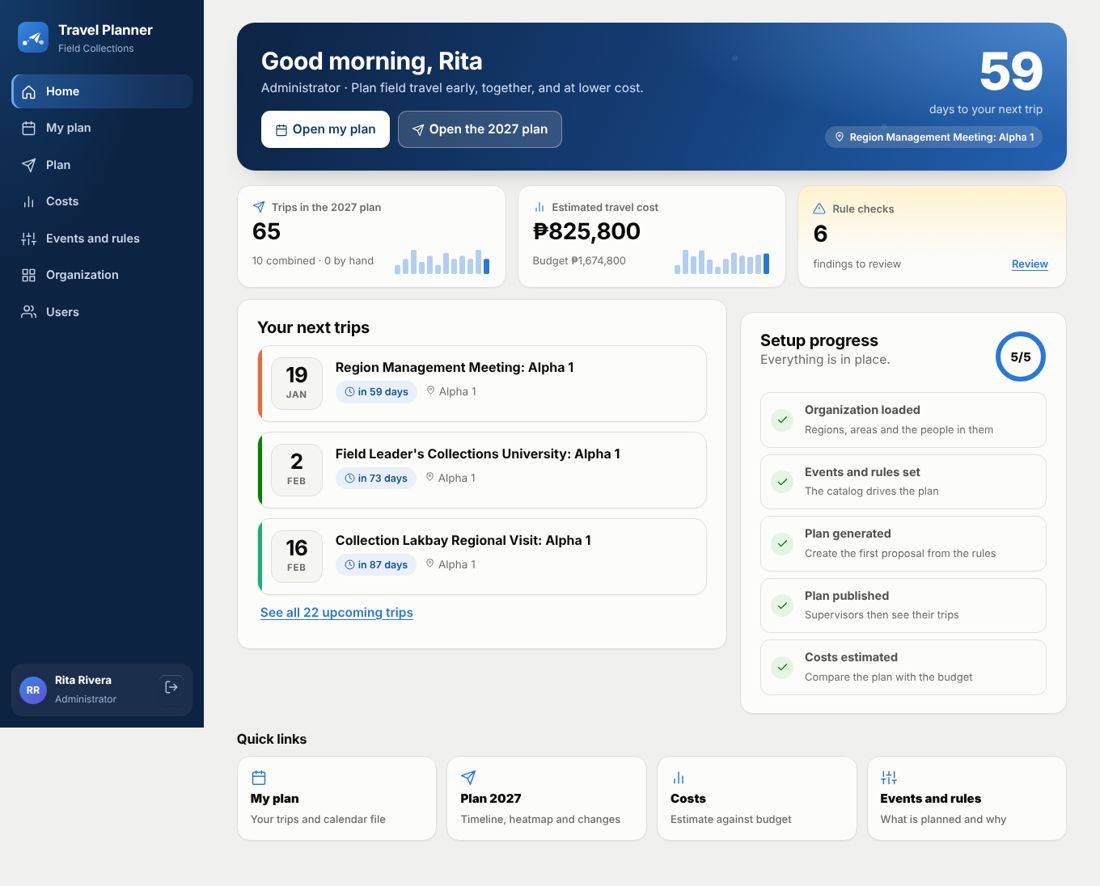 Travel Planner
Field Collections
Home
My plan
Plan
Costs
Events and rules
Organization
Users
RR
Rita Rivera
Administrator
Good morning, Rita
Administrator · Plan field travel early, together, and at lower cost.
Open my plan
Open the 2027 plan
59
days to your next trip
Region Management Meeting: Alpha 1
Trips in the 2027 plan
65
10 combined · 0 by hand
Estimated travel cost
₱825,800
Budget ₱1,674,800
Rule checks
6
findings to review
Review
Your next trips
19
JAN
Region Management Meeting: Alpha 1
in 59 days
Alpha 1
2
FEB
Field Leader's Collections University: Alpha 1
in 73 days
Alpha 1
16
FEB
Collection Lakbay Regional Visit: Alpha 1
in 87 days
Alpha 1
See all 22 upcoming trips
Setup progress
Everything is in place.
5/5
Organization loaded
Regions, areas and the people in them
Events and rules set
The catalog drives the plan
Plan generated
Create the first proposal from the rules
Plan published
Supervisors then see their trips
Costs estimated
Compare the plan with the budget
Quick links
My plan
Your trips and calendar file
Plan 2027
Timeline, heatmap and changes
Costs
Estimate against budget
Events and rules
What is planned and why